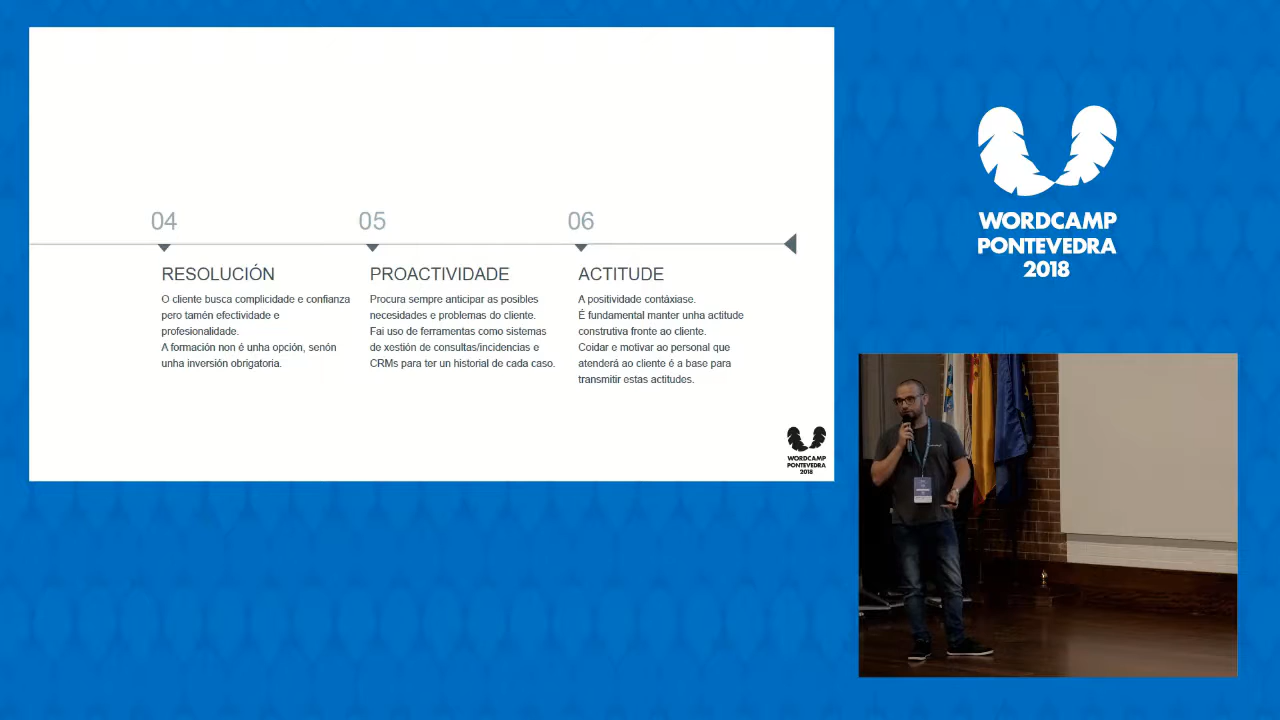 04
RESOLUCIÓN
O cliente busca complicidade e confianza
pero tamén efectividade e
profesionalidade.
A formación non é unha opción, senón
unha inversión obrigatoria.
05
PROACTIVIDADE
Procura sempre anticipar as posibles
necesidades e problemas do cliente.
Fai uso de ferramentas como sistemas
de xestión de consultas/incidencias e
CRMs para ter un historial de cada caso.
06
ACTITUDE
A positividade contáxiase.
É fundamental manter unha actitude
construtiva fronte ao cliente.
Coidar e motivar ao personal que
atenderá ao cliente é a base para
transmitir estas actitudes.
WORDCAMP
PONTEVEDRA
2018
WORDCAMP
PONTEVEDRA
2018